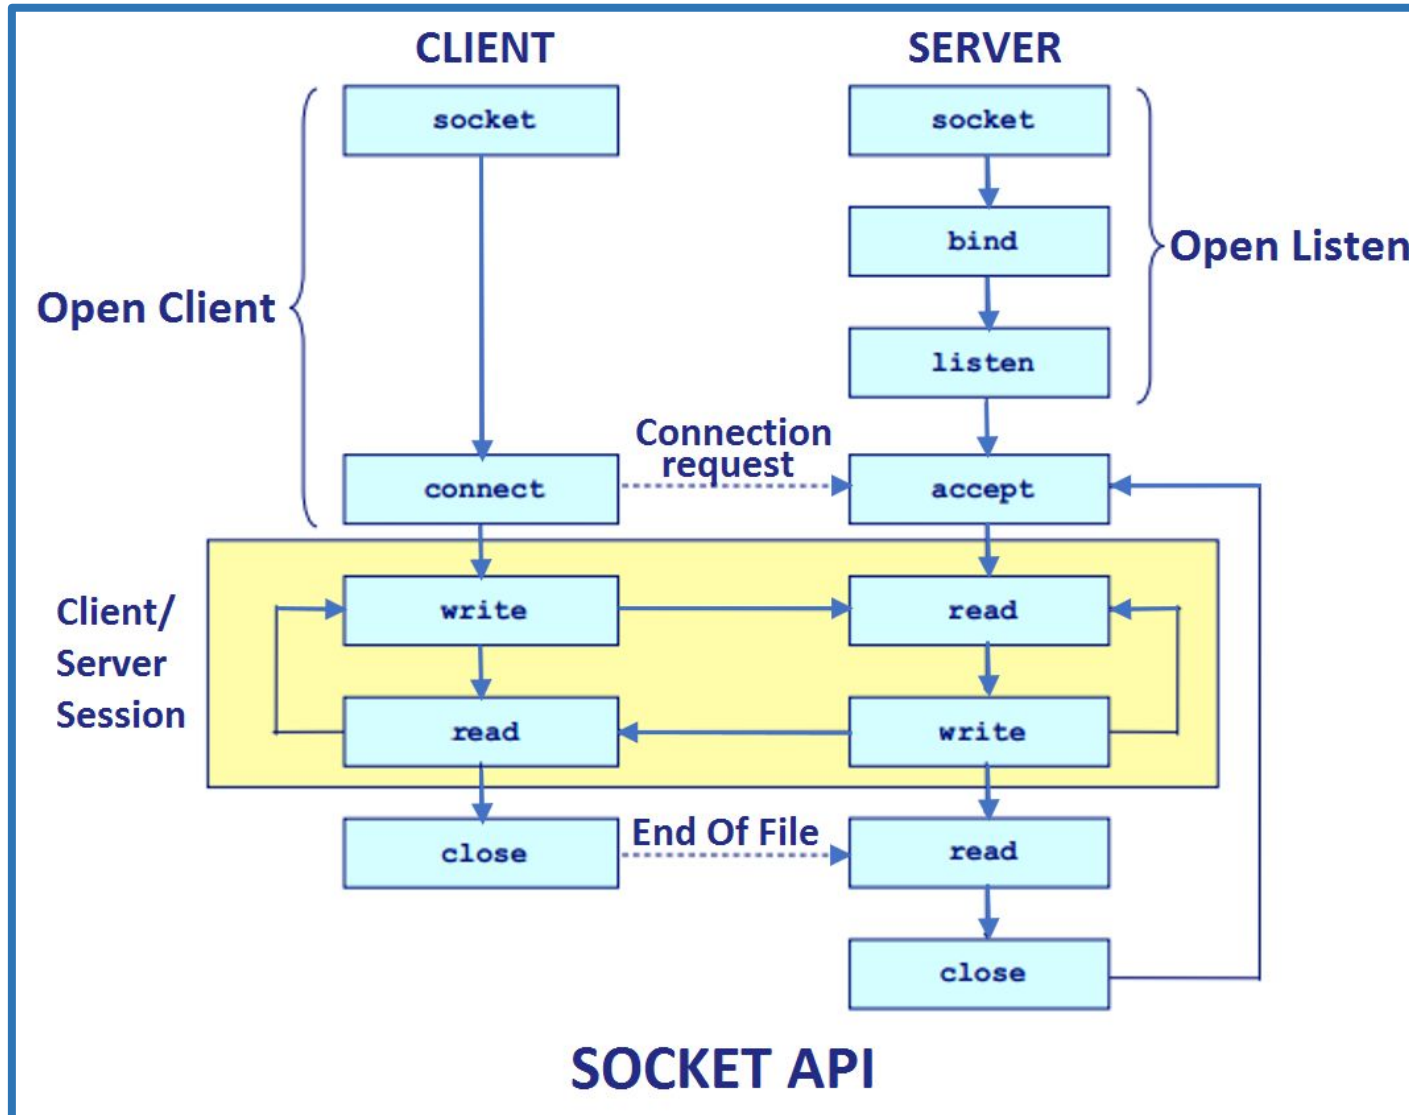 CLIENT
SERVER
socket
socket
bind
Open Listen
Open Client
listen
Connection
request
connect
accept
Client/
Server
Session
write
read
read
write
End Of File
close
read
close
SOCKET API